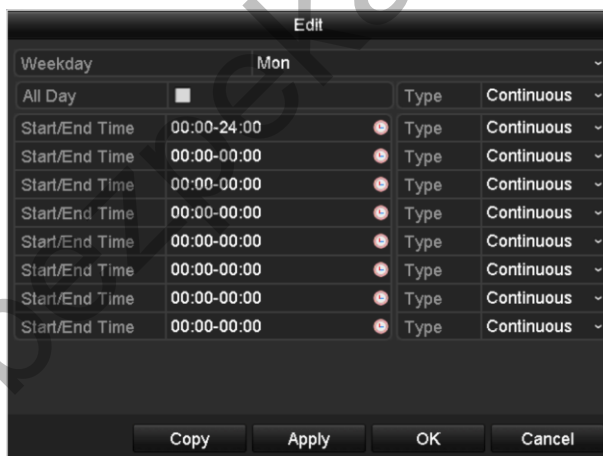 Edit
Weekday Mon
All Day Type Continuous
Start/End Time 00:00-24:00 Type Continuous
Start/End Time 00:00-00:00 Type Continuous
Start/End Time 00:00-00:00 Type Continuous
Start/End Time 00:00-00:00 Type Continuous
Start/End Time 00:00-00:00 Type Continuous
Start/End Time 00:00-00:00 Type Continuous
Start/End Time 00:00-00:00 Type Continuous
Start/End Time 00:00-00:00 Type Continuous
Copy Apply OK Cancel